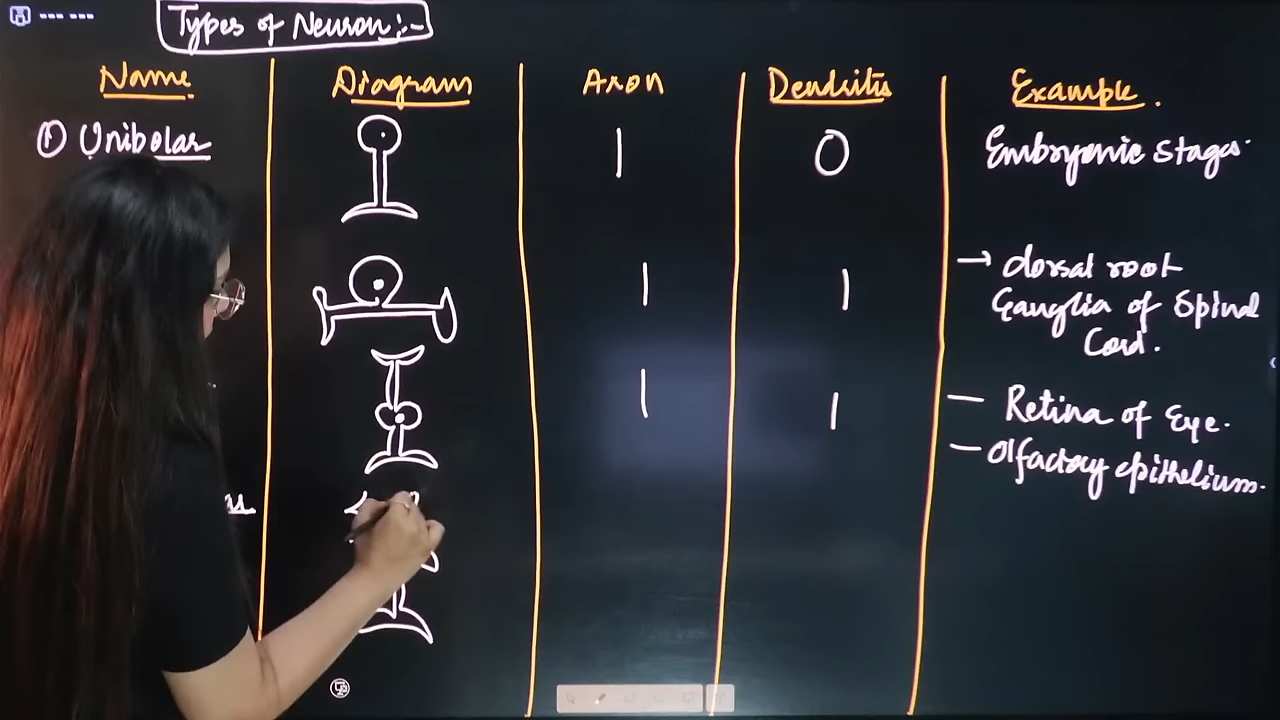 Types of Neuron :-
Name Diagram Axon Dendrites Example.
① Unipolar 1 0 Embryonic stages.
1 1 → dorsal root
Ganglia of Spinal
Cord.
1 1 — Retina of Eye.
— Olfactory epithelium.